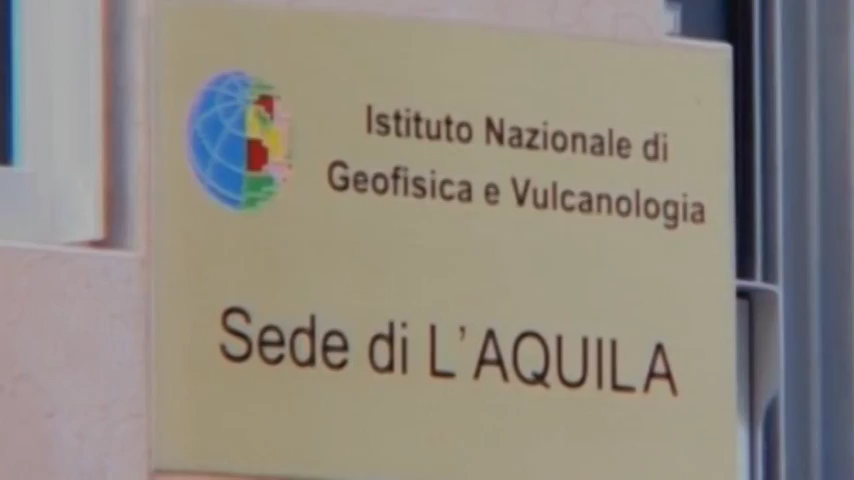 Istituto Nazionale di
Geofisica e Vulcanologia
Sede di L'AQUILA